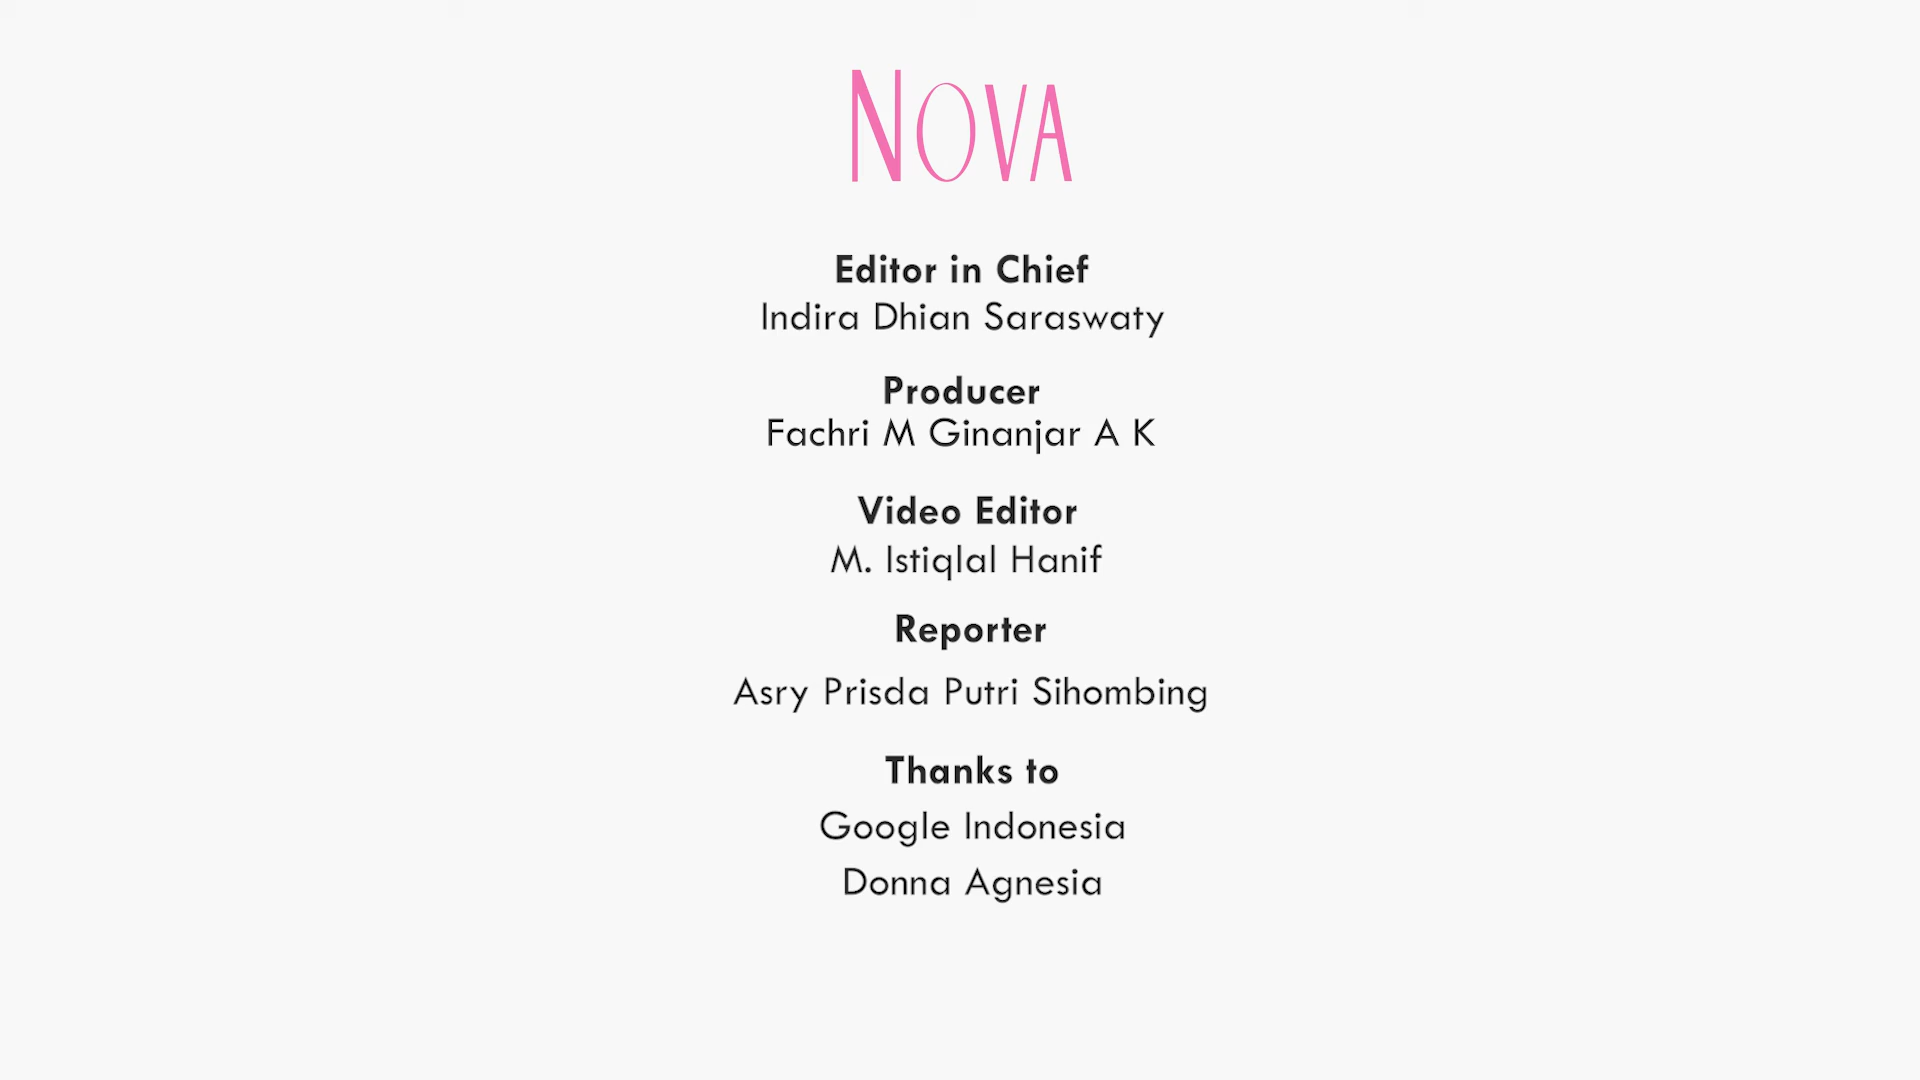 NOVA
Editor in Chief
Indira Dhian Saraswaty
Producer
Fachri M Ginanjar A K
Video Editor
M. Istiqlal Hanif
Reporter
Asry Prisda Putri Sihombing
Thanks to
Google Indonesia
Donna Agnesia